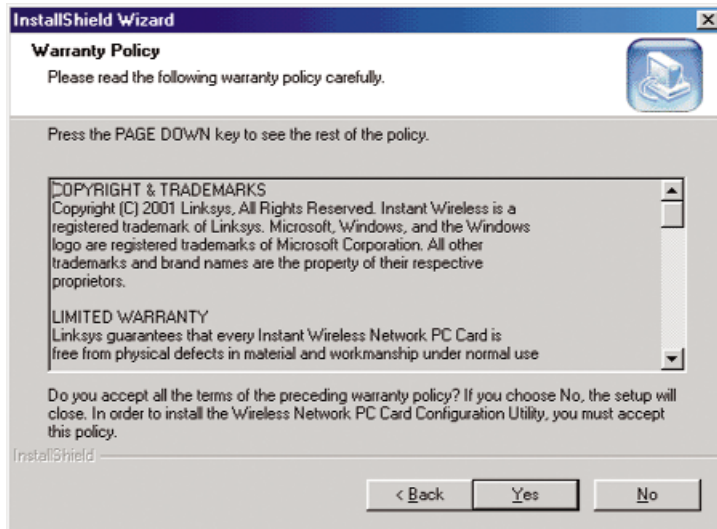 InstallShield Wizard
Warranty Policy
Please read the following warranty policy carefully.
Press the PAGE DOWN key to see the rest of the policy.
COPYRIGHT & TRADEMARKS
Copyright (C) 2001 Linksys, All Rights Reserved. Instant Wireless is a
registered trademark of Linksys. Microsoft, Windows, and the Windows
logo are registered trademarks of Microsoft Corporation. All other
trademarks and brand names are the property of their respective
proprietors.
LIMITED WARRANTY
Linksys guarantees that every Instant Wireless Network PC Card is
free from physical defects in material and workmanship under normal use
Do you accept all the terms of the preceding warranty policy? If you choose No, the setup will
close. In order to install the Wireless Network PC Card Configuration Utility, you must accept
this policy.
InstallShield
< Back Yes No